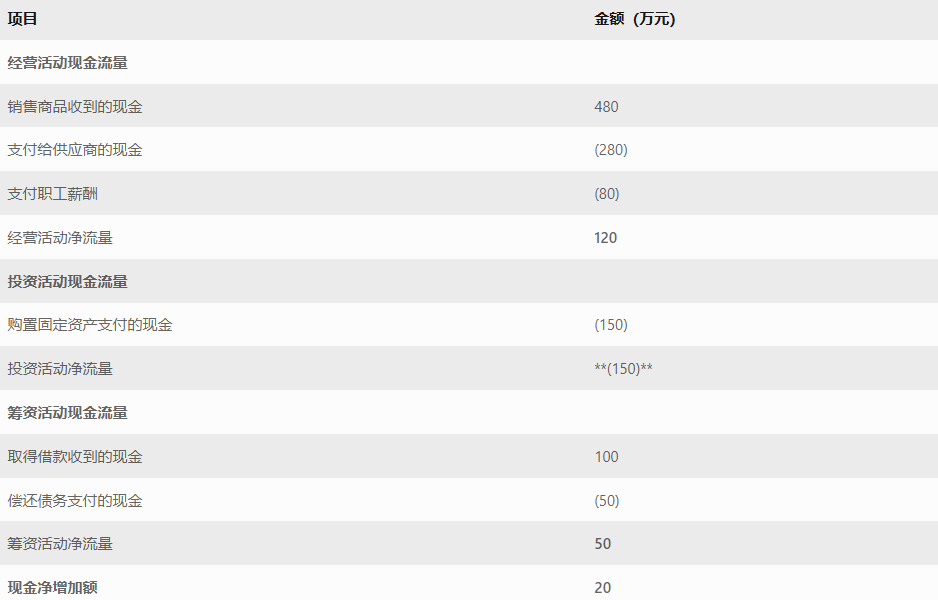 项目 金额（万元）
经营活动现金流量
销售商品收到的现金 480
支付给供应商的现金 (280)
支付职工薪酬 (80)
经营活动净流量 120
投资活动现金流量
购置固定资产支付的现金 (150)
投资活动净流量 **(150)**
筹资活动现金流量
取得借款收到的现金 100
偿还债务支付的现金 (50)
筹资活动净流量 50
现金净增加额 20